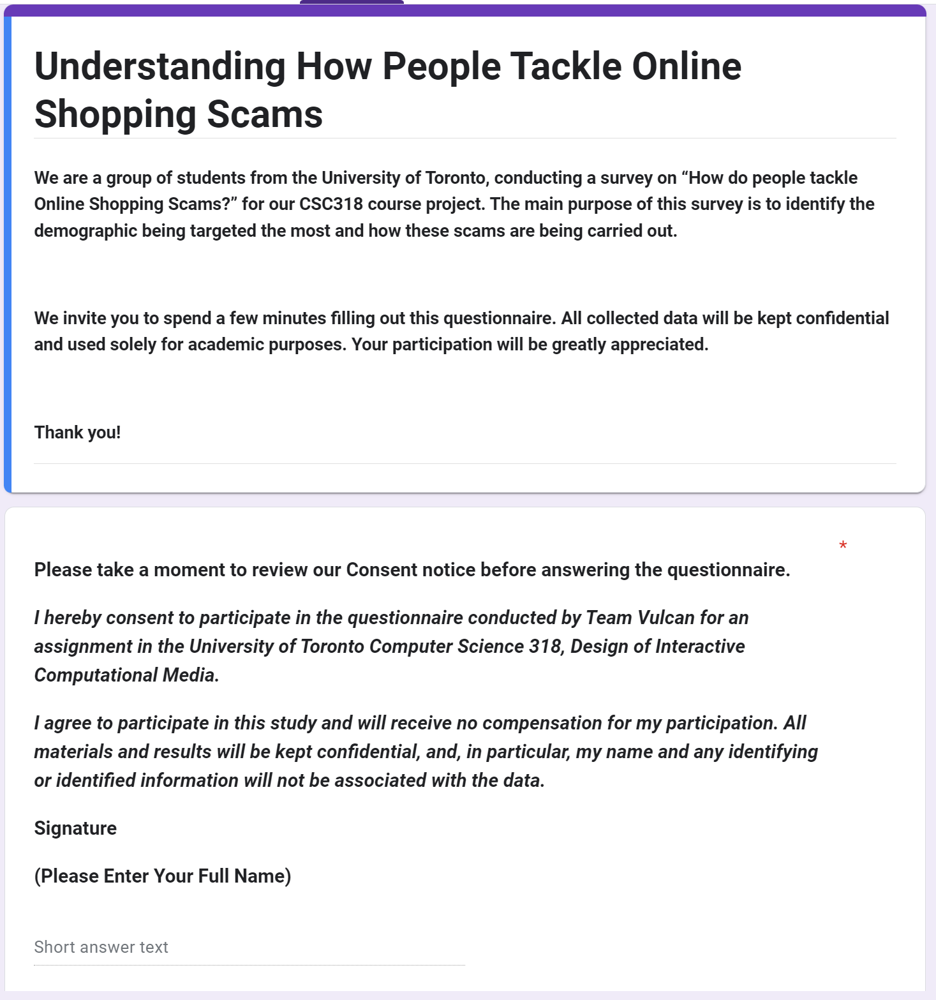 Understanding How People Tackle Online
Shopping Scams
We are a group of students from the University of Toronto, conducting a survey on “How do people tackle
Online Shopping Scams?” for our CSC318 course project. The main purpose of this survey is to identify the
demographic being targeted the most and how these scams are being carried out.
We invite you to spend a few minutes filling out this questionnaire. All collected data will be kept confidential
and used solely for academic purposes. Your participation will be greatly appreciated.
Thank you!
*
Please take a moment to review our Consent notice before answering the questionnaire.
I hereby consent to participate in the questionnaire conducted by Team Vulcan for an
assignment in the University of Toronto Computer Science 318, Design of Interactive
Computational Media.
I agree to participate in this study and will receive no compensation for my participation. All
materials and results will be kept confidential, and, in particular, my name and any identifying
or identified information will not be associated with the data.
Signature
(Please Enter Your Full Name)
Short answer text